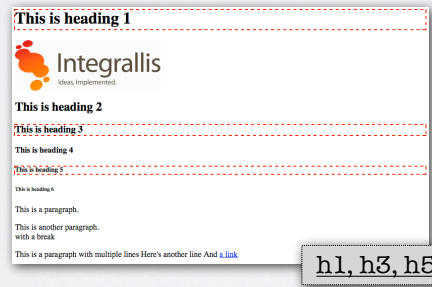 This is heading 1
Integrallis
Ideas, Implemented.
This is heading 2
This is heading 3
This is heading 4
This is heading 5
This is heading 6
This is a paragraph.
This is another paragraph.
with a break
This is a paragraph with multiple lines Here's another line And a link
h1, h3, h5